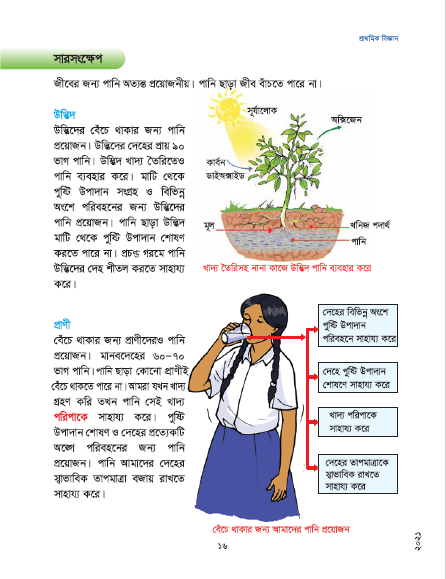 প্রাথমিক বিজ্ঞান
সারসংক্ষেপ
জীবের জন্য পানি অত্যন্ত প্রয়োজনীয়। পানি ছাড়া জীব বাঁচতে পারে না।
উদ্ভিদ
উদ্ভিদের বেঁচে থাকার জন্য পানি
প্রয়োজন। উদ্ভিদের দেহের প্রায় ৯০
ভাগ পানি। উদ্ভিদ খাদ্য তৈরিতেও
পানি ব্যবহার করে। মাটি থেকে
পুষ্টি উপাদান সংগ্রহ ও বিভিন্ন
অংশে পরিবহনের জন্য উদ্ভিদের
পানি প্রয়োজন। পানি ছাড়া উদ্ভিদ
মাটি থেকে পুষ্টি উপাদান শোষণ
করতে পারে না। প্রচন্ড গরমে পানি
উদ্ভিদের দেহ শীতল করতে সাহায্য
করে।
সূর্যালোক
অক্সিজেন
কার্বন
ডাইঅক্সাইড
মূল
খনিজ পদার্থ
পানি
খাদ্য তৈরিসহ নানা কাজে উদ্ভিদ পানি ব্যবহার করে
প্রাণী
বেঁচে থাকার জন্য প্রাণীদেরও পানি
প্রয়োজন। মানবদেহের ৬০-৭০
ভাগ পানি। পানি ছাড়া কোনো প্রাণীই
বেঁচে থাকতে পারে না। আমরা যখন খাদ্য
গ্রহণ করি তখন পানি সেই খাদ্য
পরিপাকে সাহায্য করে। পুষ্টি
উপাদান শোষণ ও দেহের প্রত্যেকটি
অঙ্গে পরিবহনের জন্য পানি
প্রয়োজন। পানি আমাদের দেহের
স্বাভাবিক তাপমাত্রা বজায় রাখতে
সাহায্য করে।
দেহের বিভিন্ন অংশে
পুষ্টি উপাদান
পরিবহনে সাহায্য করে
দেহে পুষ্টি উপাদান
শোষণে সাহায্য করে
খাদ্য পরিপাকে
সাহায্য করে
দেহের তাপমাত্রাকে
স্বাভাবিক রাখতে
সাহায্য করে
বেঁচে থাকার জন্য আমাদের পানি প্রয়োজন
১৬